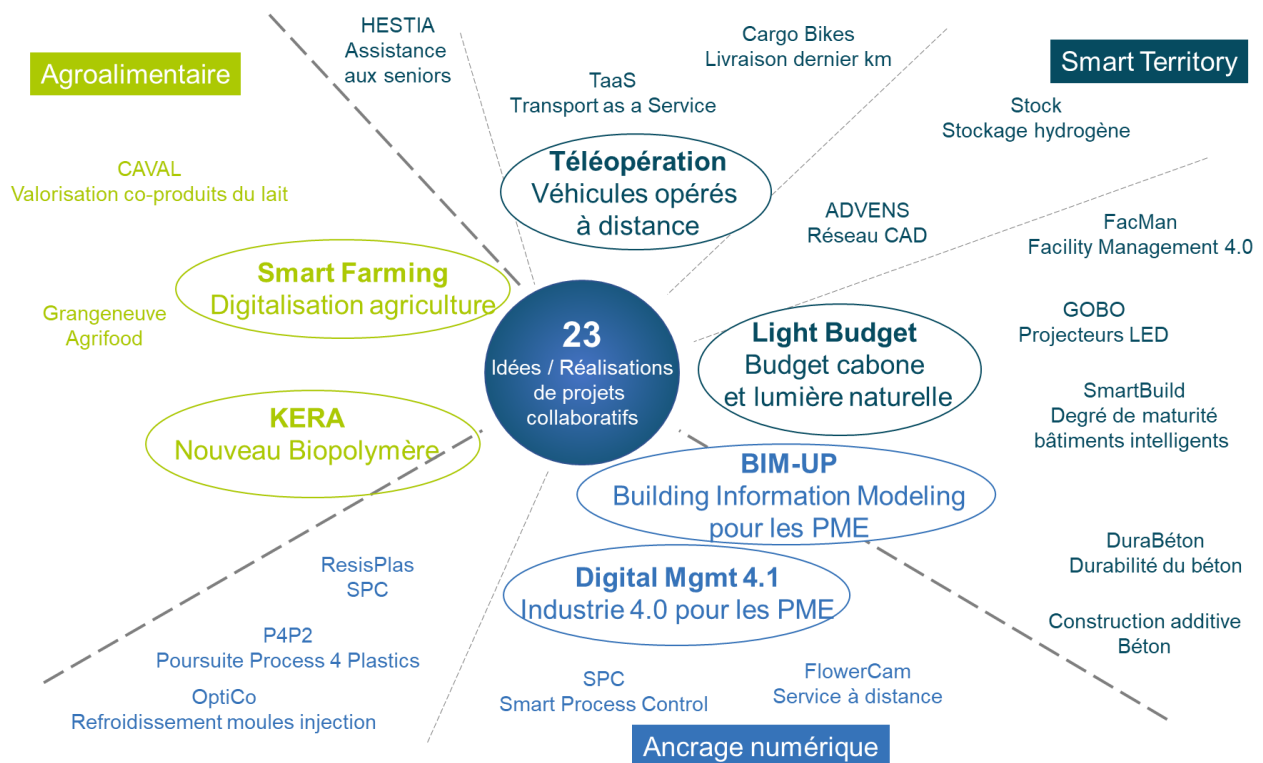 Agroalimentaire
HESTIA
Assistance
aux seniors
TaaS
Transport as a Service
Cargo Bikes
Livraison dernier km
Smart Territory
Stock
Stockage hydrogène
CAVAL
Valorisation co-produits du lait
Téléopération
Véhicules opérés
à distance
ADVENS
Réseau CAD
FacMan
Facility Management 4.0
Smart Farming
Digitalisation agriculture
Grangeneuve
Agrifood
23
Idées / Réalisations
de projets
collaboratifs
Light Budget
Budget cabone
et lumière naturelle
GOBO
Projecteurs LED
SmartBuild
Degré de maturité
bâtiments intelligents
KERA
Nouveau Biopolymère
BIM-UP
Building Information Modeling
pour les PME
DuraBéton
Durabilité du béton
ResisPlas
SPC
Digital Mgmt 4.1
Industrie 4.0 pour les PME
Construction additive
Béton
P4P2
Poursuite Process 4 Plastics
OptiCo
Refroidissement moules injection
SPC
Smart Process Control
FlowerCam
Service à distance
Ancrage numérique